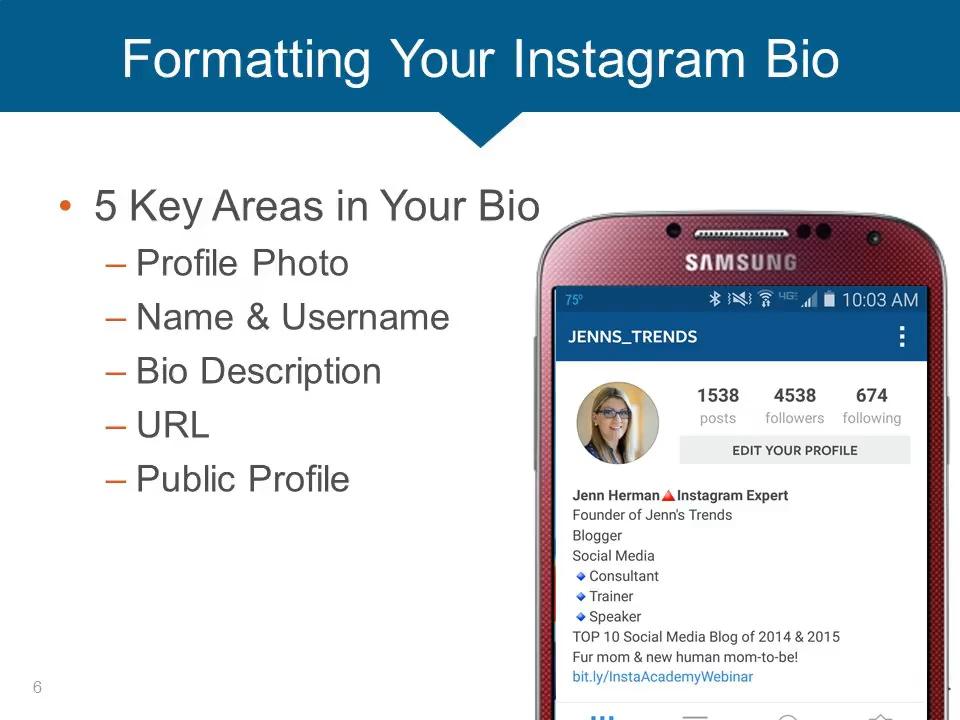 Formatting Your Instagram Bio
• 5 Key Areas in Your Bio
– Profile Photo
– Name & Username
– Bio Description
– URL
– Public Profile
SAMSUNG
75° 4G 10:03 AM
JENNS_TRENDS
1538 4538 674
posts followers following
EDIT YOUR PROFILE
Jenn Herman🔺Instagram Expert
Founder of Jenn's Trends
Blogger
Social Media
🔹Consultant
🔹Trainer
🔹Speaker
TOP 10 Social Media Blog of 2014 & 2015
Fur mom & new human mom-to-be!
bit.ly/InstaAcademyWebinar
6